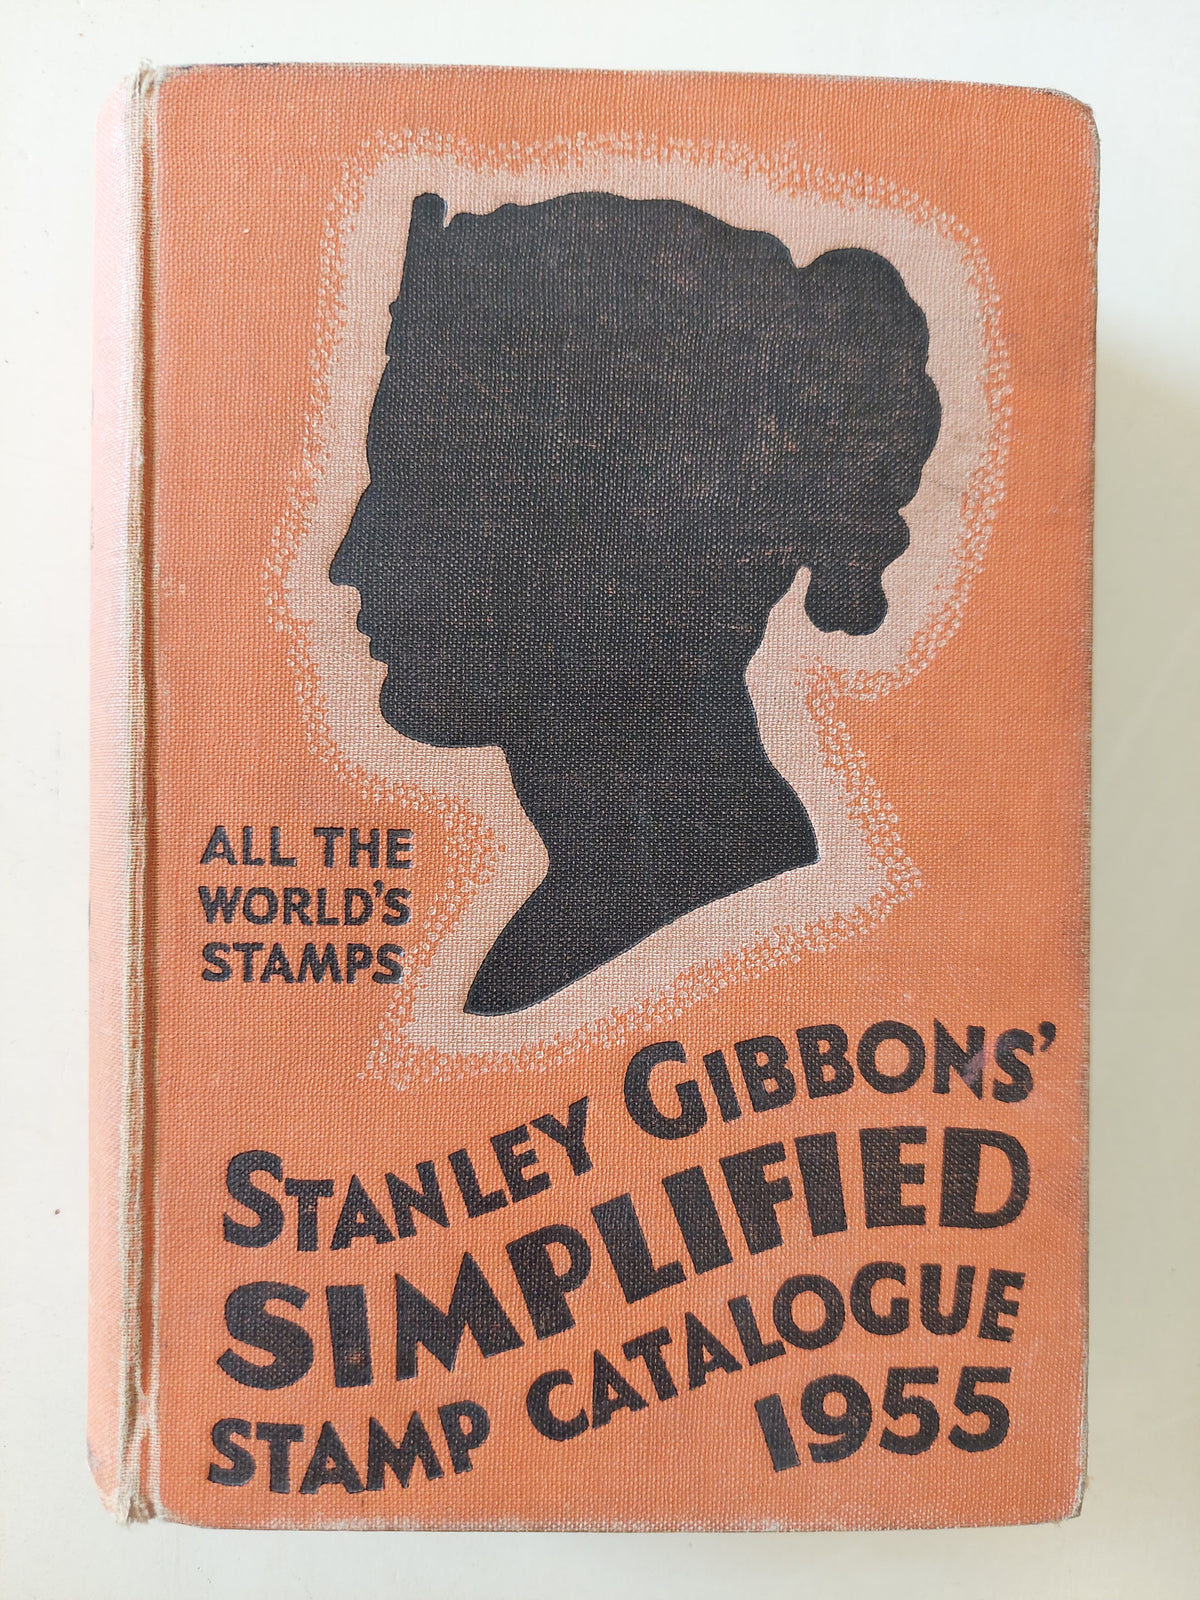 ALL THE
WORLD'S
STAMPS
STANLEY GIBBONS'
SIMPLIFIED
STAMP CATALOGUE
1955